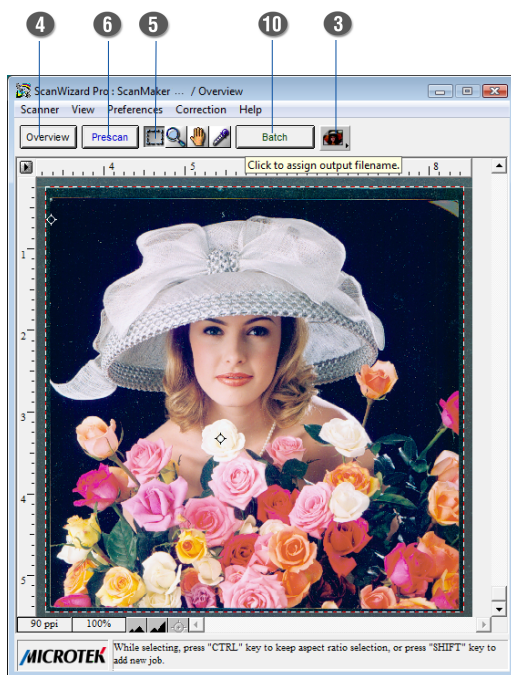 4 6 5 10 3
ScanWizard Pro : ScanMaker ... / Overview
Scanner View Preferences Correction Help
Overview Prescan Batch
Click to assign output filename.
4 5 8
1
2
3
4
5
90 ppi 100%
MICROTEK
While selecting, press "CTRL" key to keep aspect ratio selection, or press "SHIFT" key to
add new job.